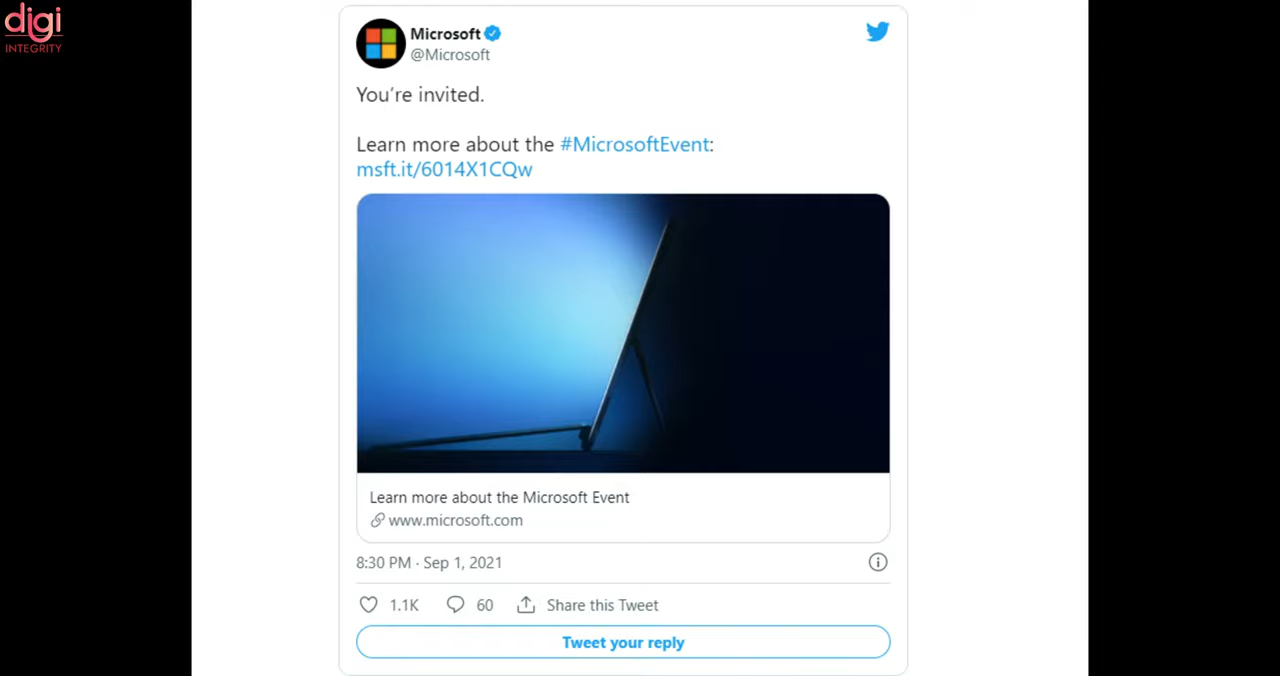 digi
INTEGRITY
Microsoft
@Microsoft
You're invited.
Learn more about the #MicrosoftEvent:
msft.it/6014X1CQw
Learn more about the Microsoft Event
www.microsoft.com
8:30 PM · Sep 1, 2021
1.1K 60 Share this Tweet
Tweet your reply